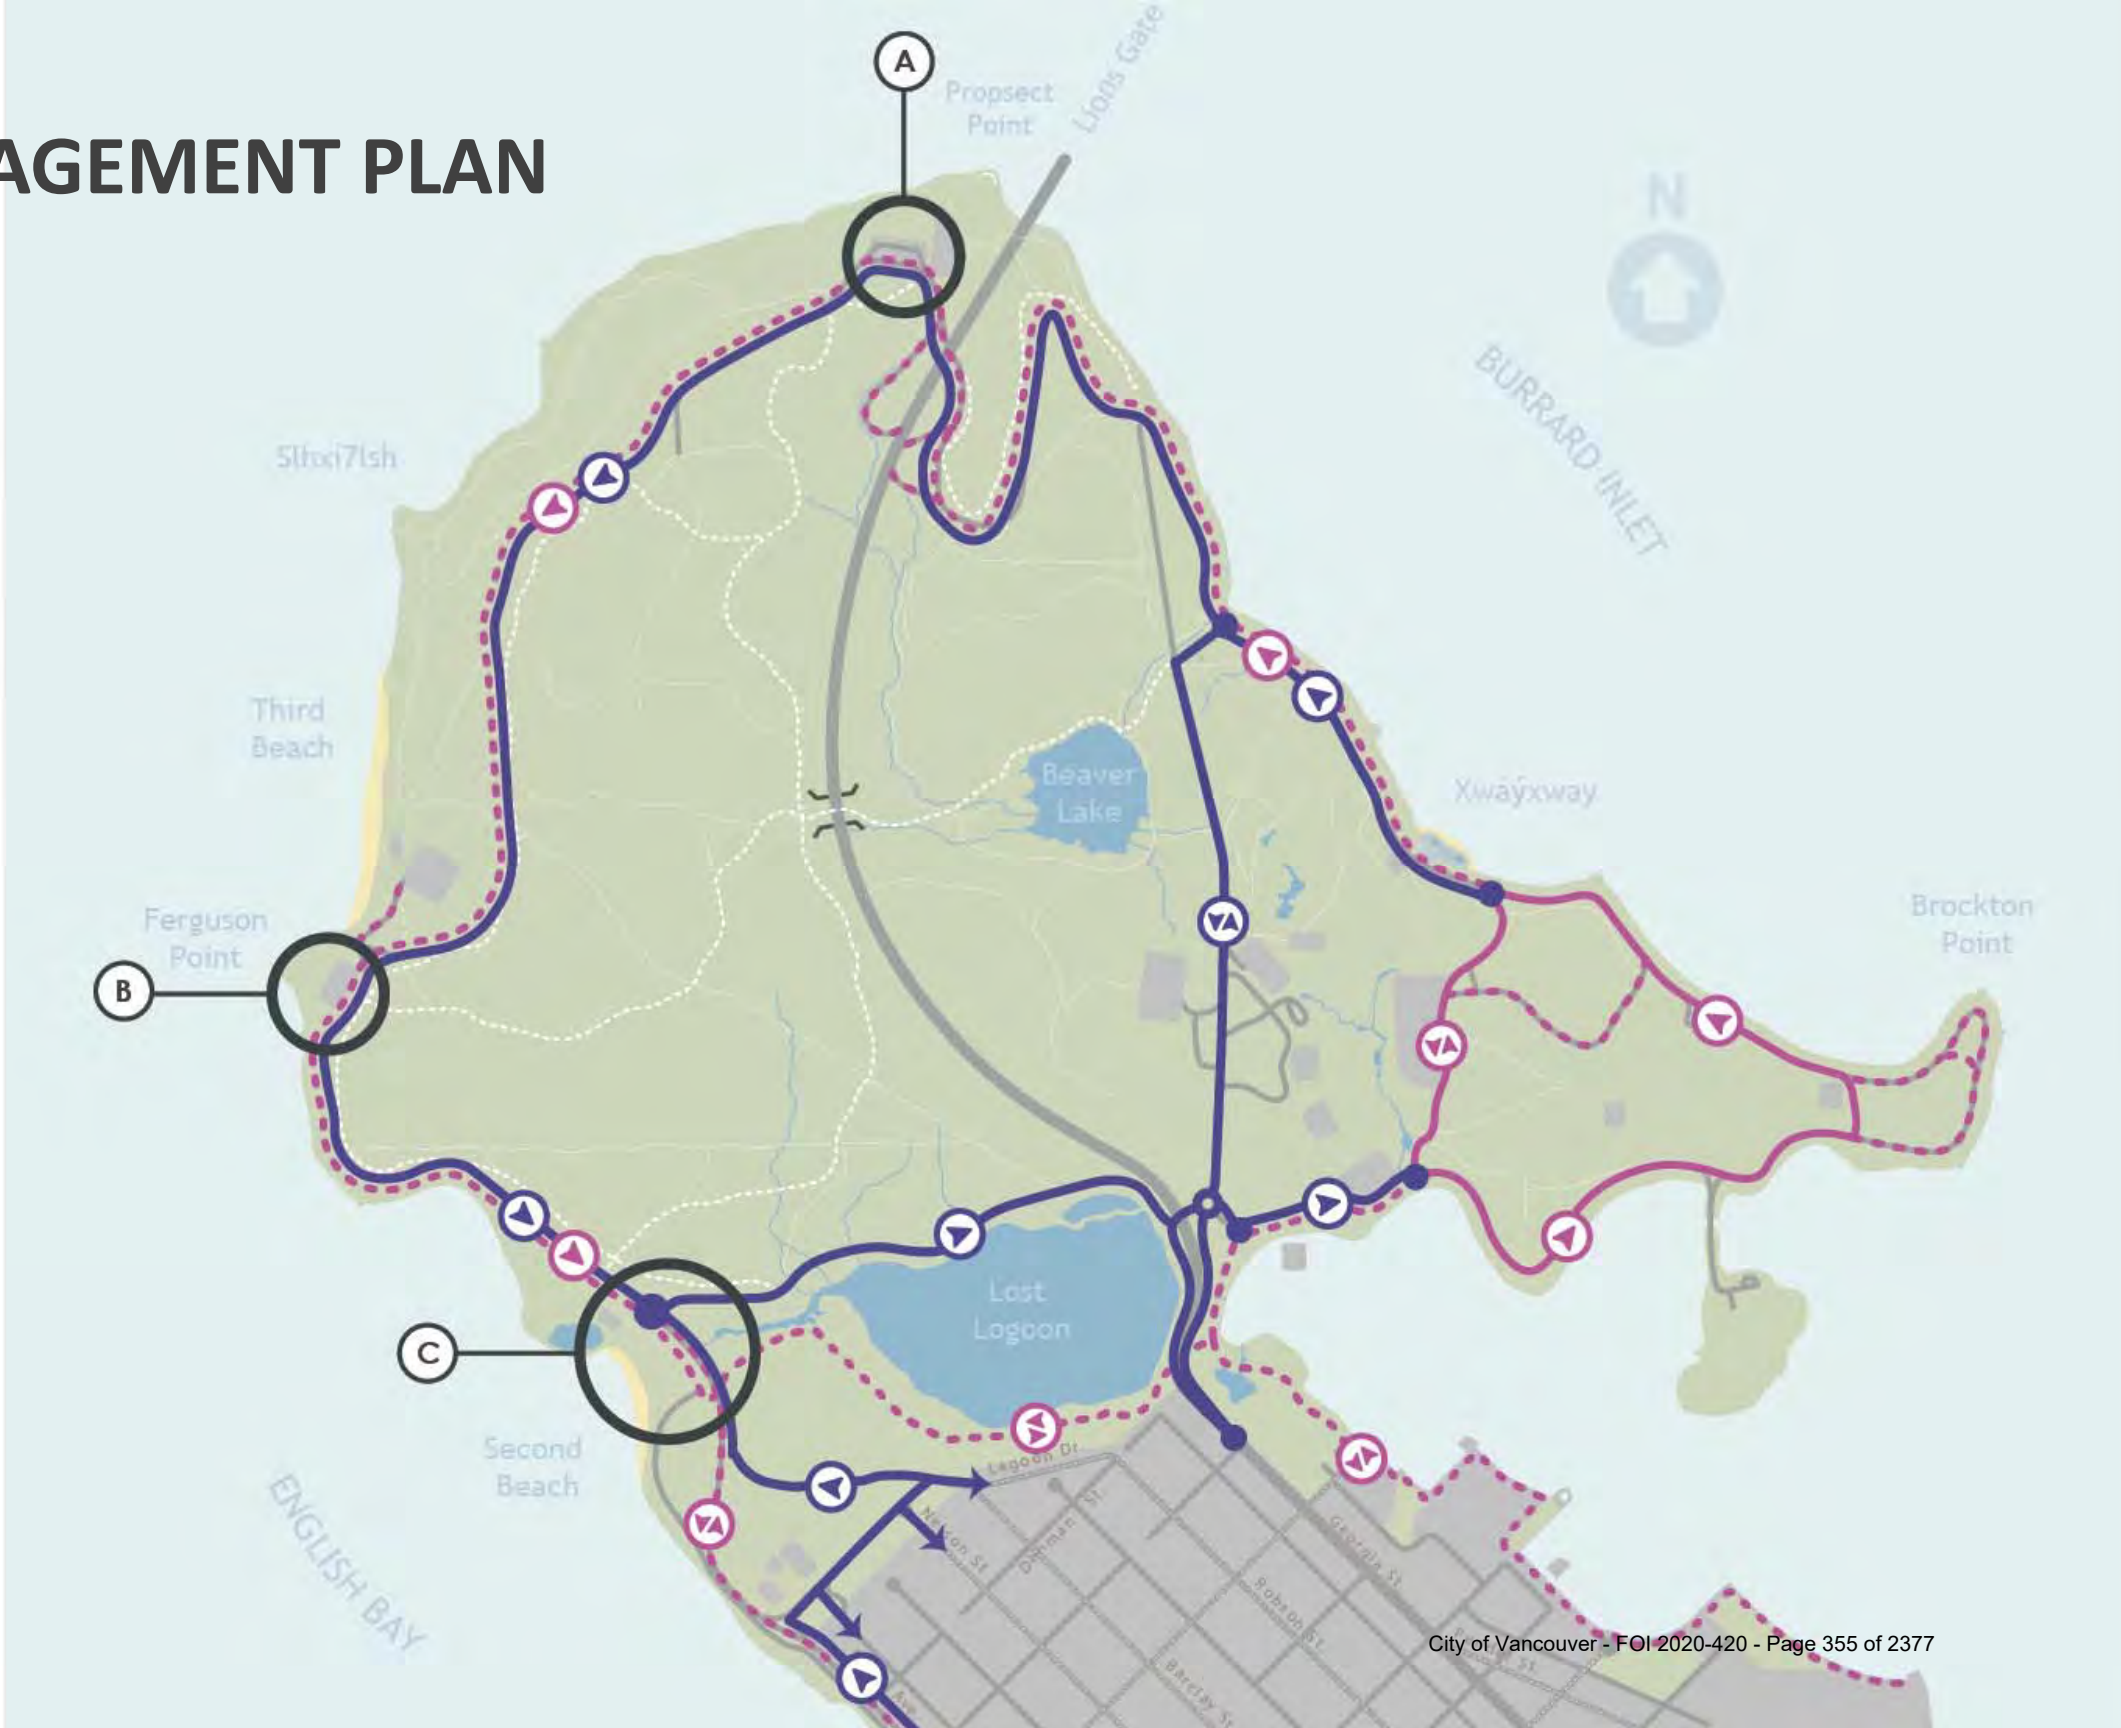 A
Propsect
Point
Lions Gate
AGEMENT PLAN
N
BURRARD INLET
Slhxi7lsh
Third
Beach
Beaver
Lake
Xwáýxway
Ferguson
Point
B
Brockton
Point
Lost
Logoon
C
Second
Beach
ENGLISH BAY
Lagoon Dr
Nelson St
Denman St
Georgia St
Robson St
Barclay St
Ave
City of Vancouver - FOI 2020-420 - Page 355 of 2377